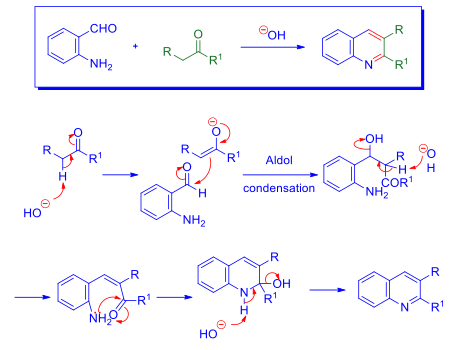 CHO
NH₂
+
R
O
R¹
⊖OH
R
N
R¹
R
O
R¹
H
HO⊖
O⊖
R
R¹
O
H
NH₂
Aldol
condensation
OH
R
H
⊖O
H
NH₂
COR¹
R
R¹
NH₂
O
R
OH
N
R¹
H
HO⊖
R
N
R¹